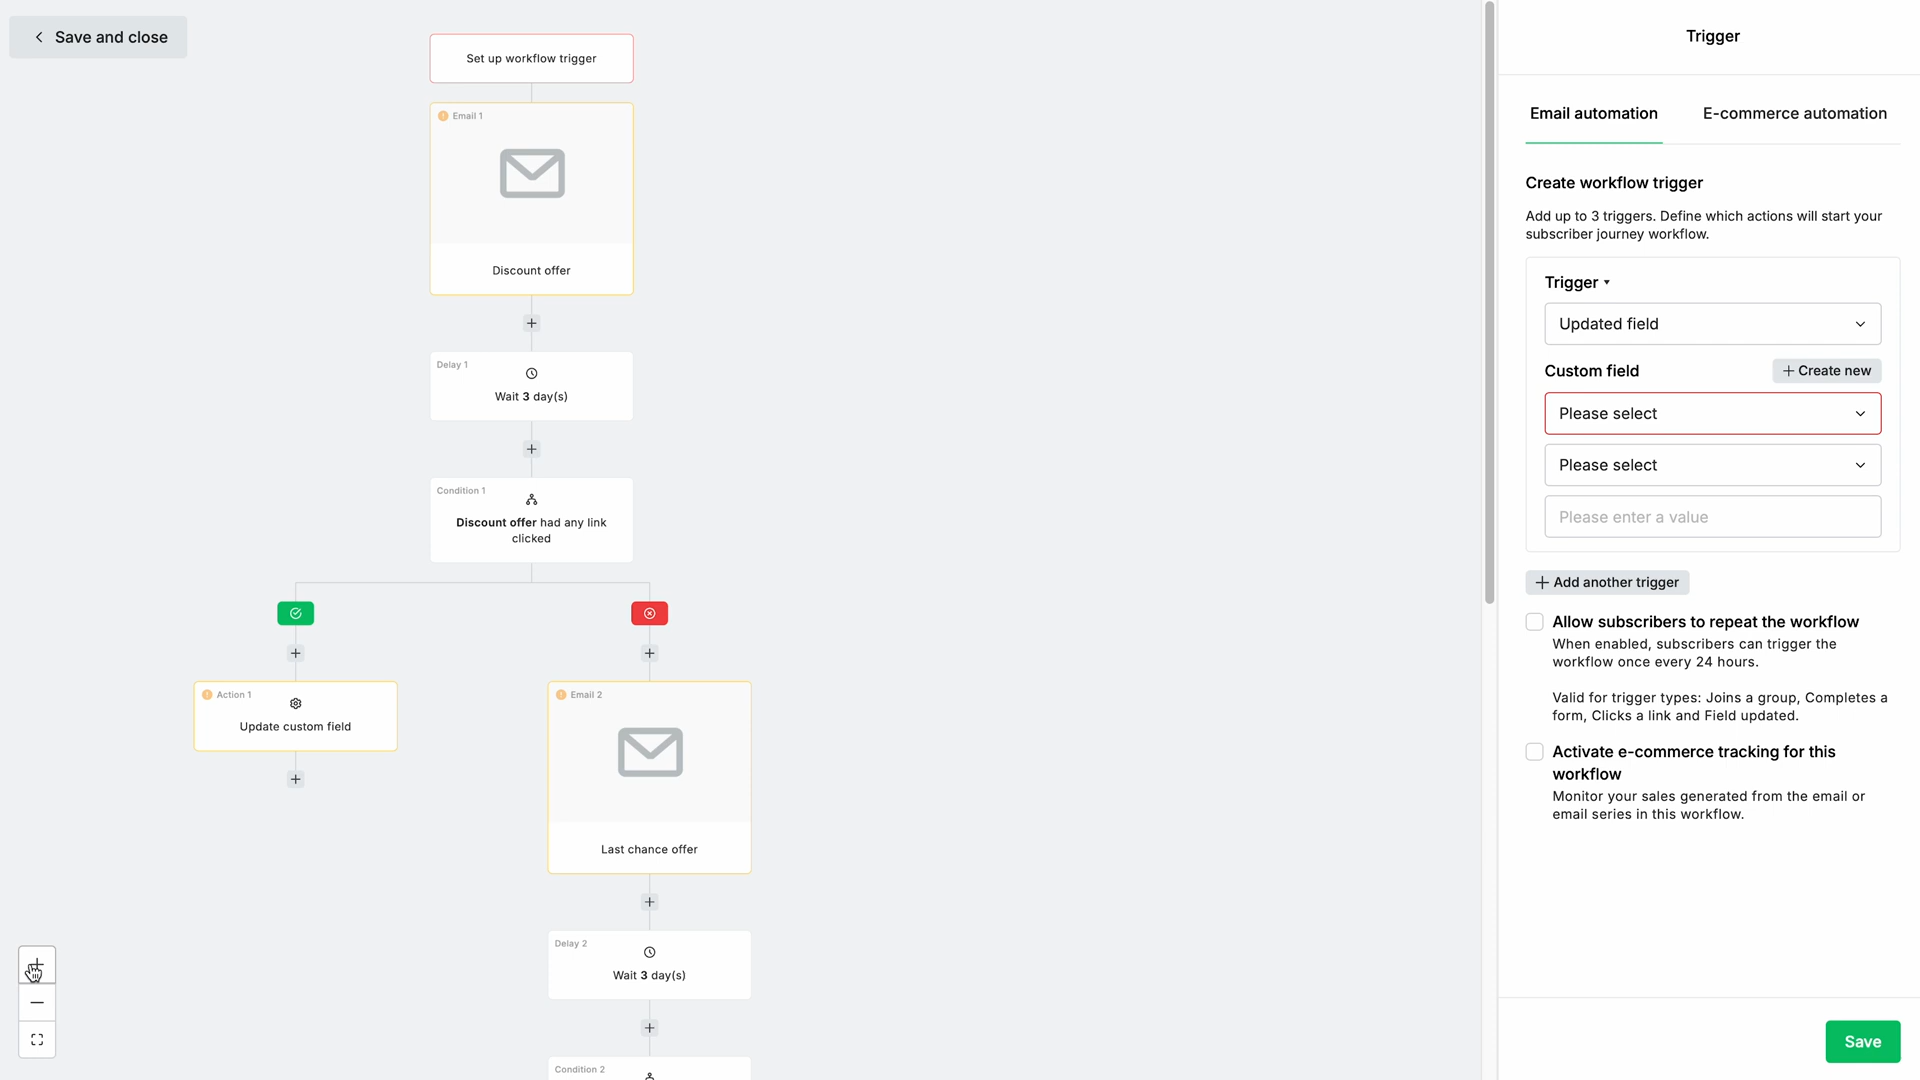 Save and close
Set up workflow trigger
Email 1
Discount offer
Delay 1
Wait 3 day(s)
Condition 1
Discount offer had any link
clicked
Action 1
Update custom field
Email 2
Last chance offer
Delay 2
Wait 3 day(s)
Condition 2
Trigger
Email automation
E-commerce automation
Create workflow trigger
Add up to 3 triggers. Define which actions will start your
subscriber journey workflow.
Trigger
Updated field
Custom field
+ Create new
Please select
Please select
Please enter a value
+ Add another trigger
Allow subscribers to repeat the workflow
When enabled, subscribers can trigger the
workflow once every 24 hours.
Valid for trigger types: Joins a group, Completes a
form, Clicks a link and Field updated.
Activate e-commerce tracking for this
workflow
Monitor your sales generated from the email or
email series in this workflow.
Save